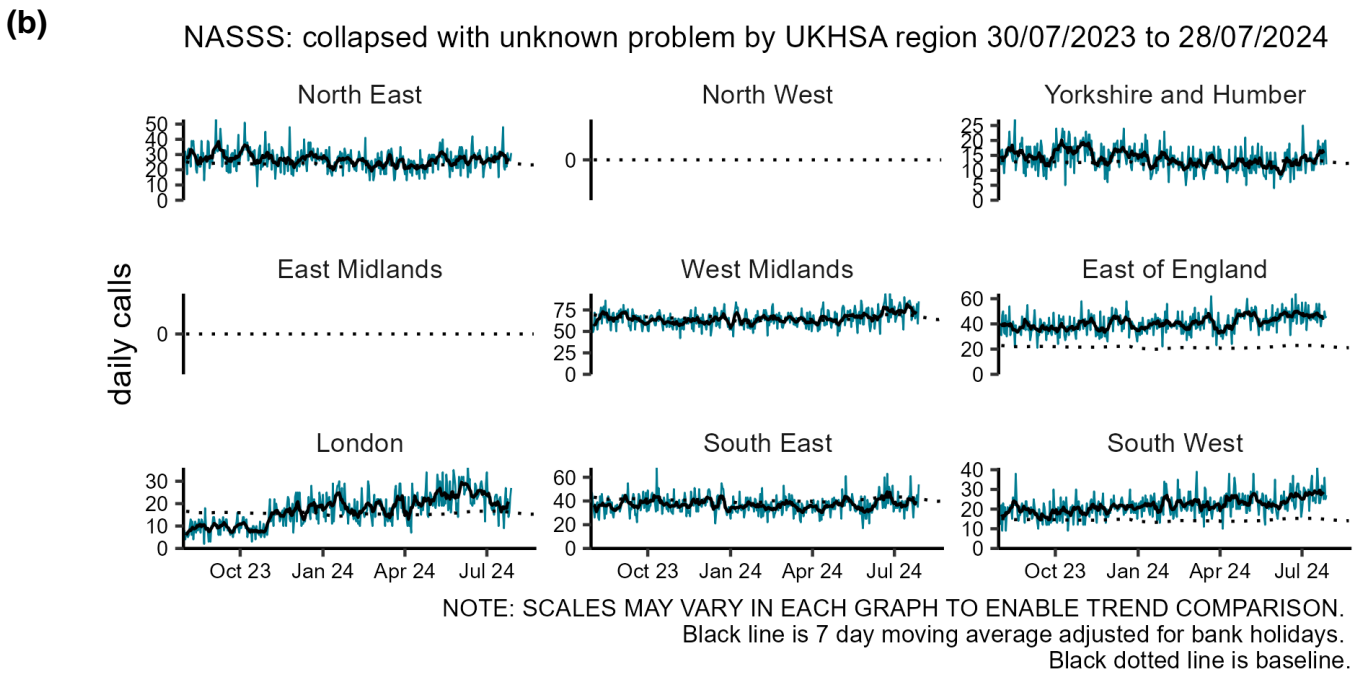 (b)
NASSS: collapsed with unknown problem by UKHSA region 30/07/2023 to 28/07/2024
daily calls
North East
50
40
30
20
10
0
North West
0
Yorkshire and Humber
25
20
15
10
5
0
East Midlands
0
West Midlands
75
50
25
0
East of England
60
40
20
0
London
30
20
10
0
Oct 23 Jan 24 Apr 24 Jul 24
South East
60
40
20
0
Oct 23 Jan 24 Apr 24 Jul 24
South West
40
30
20
10
0
Oct 23 Jan 24 Apr 24 Jul 24
NOTE: SCALES MAY VARY IN EACH GRAPH TO ENABLE TREND COMPARISON.
Black line is 7 day moving average adjusted for bank holidays.
Black dotted line is baseline.